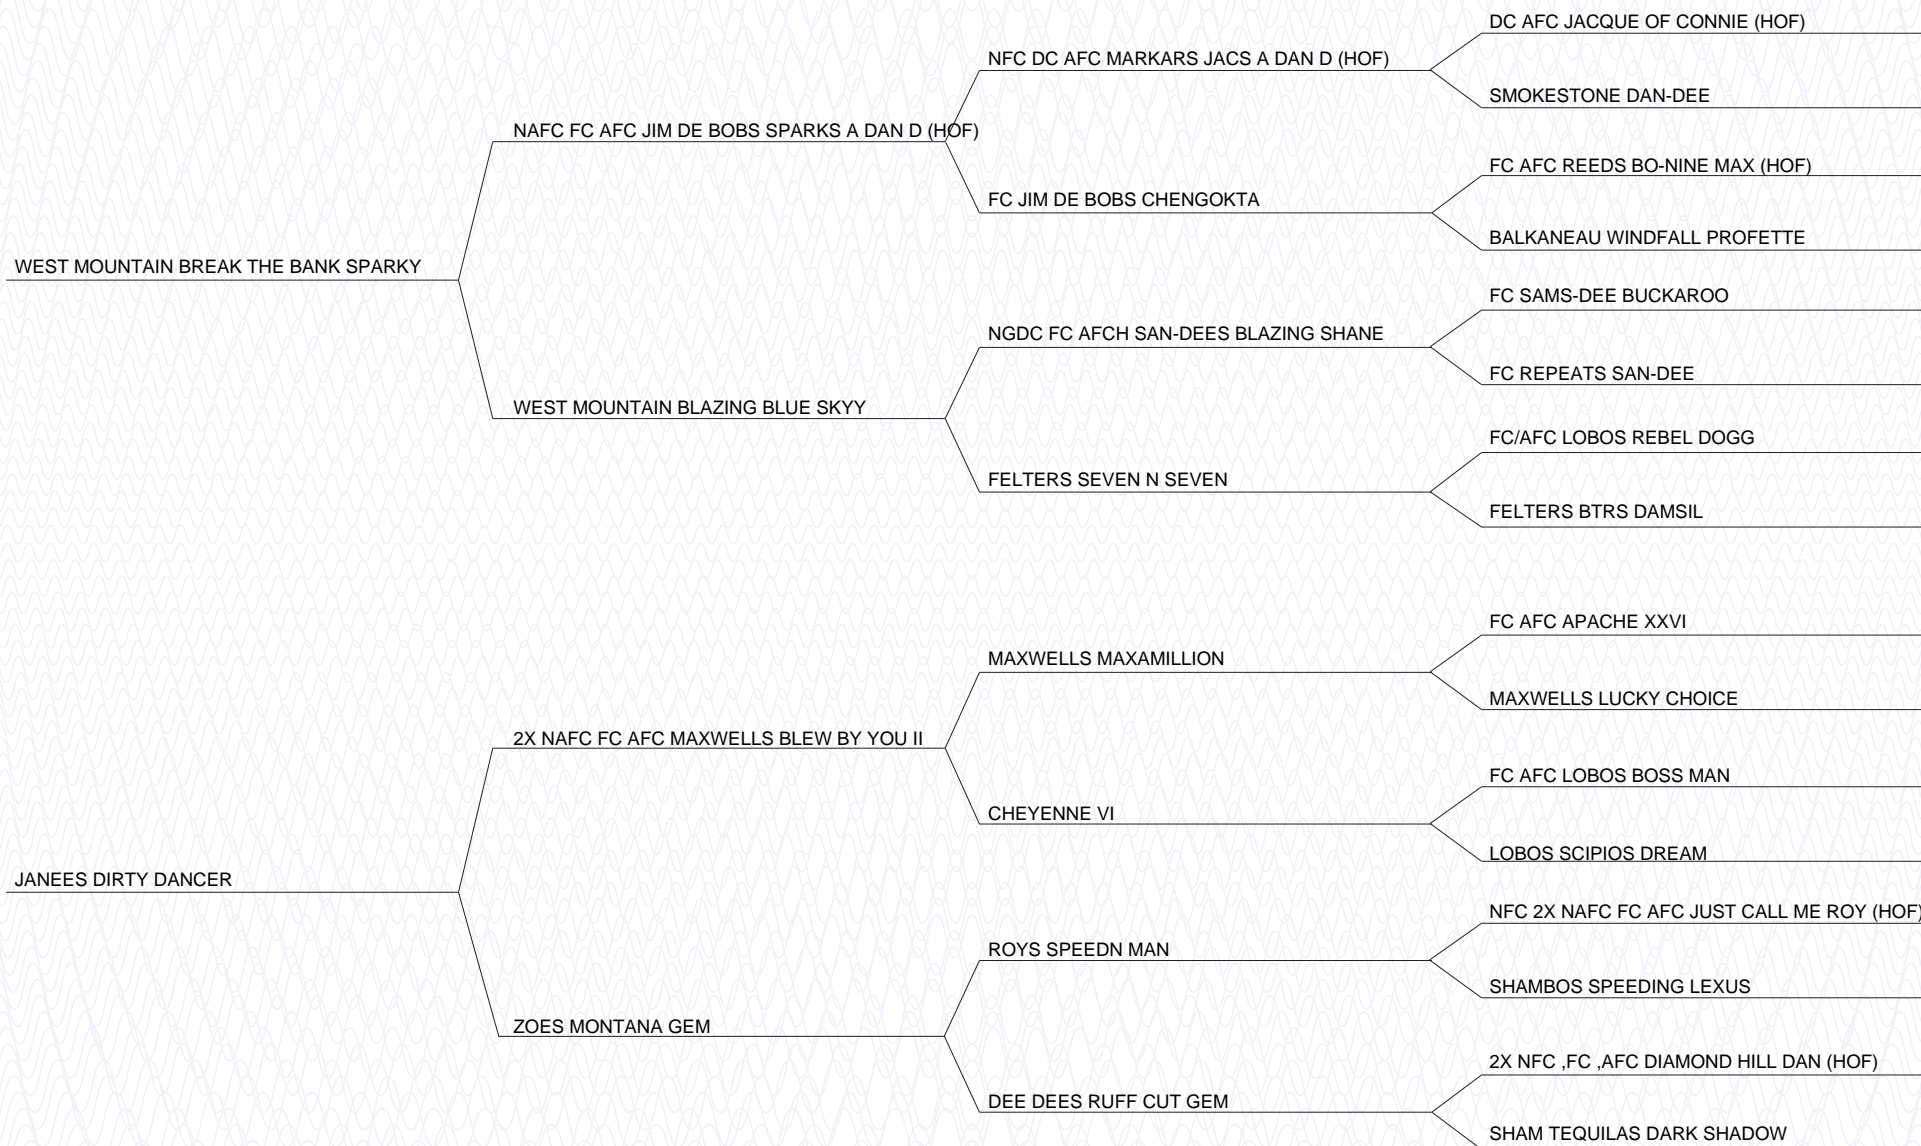 DC AFC JACQUE OF CONNIE (HOF)
NFC DC AFC MARKARS JACS A DAN D (HOF)
SMOKESTONE DAN-DEE
NAFC FC AFC JIM DE BOBS SPARKS A DAN D (HOF)
FC AFC REEDS BO-NINE MAX (HOF)
FC JIM DE BOBS CHENGOKTA
BALKANEAU WINDFALL PROFETTE
WEST MOUNTAIN BREAK THE BANK SPARKY
FC SAMS-DEE BUCKAROO
NGDC FC AFCH SAN-DEES BLAZING SHANE
FC REPEATS SAN-DEE
WEST MOUNTAIN BLAZING BLUE SKYY
FC/AFC LOBOS REBEL DOGG
FELTERS SEVEN N SEVEN
FELTERS BTRS DAMSIL
FC AFC APACHE XXVI
MAXWELLS MAXAMILLION
MAXWELLS LUCKY CHOICE
2X NAFC FC AFC MAXWELLS BLEW BY YOU II
FC AFC LOBOS BOSS MAN
CHEYENNE VI
LOBOS SCIPIOS DREAM
JANEES DIRTY DANCER
NFC 2X NAFC FC AFC JUST CALL ME ROY (HOF)
ROYS SPEEDN MAN
SHAMBOS SPEEDING LEXUS
ZOES MONTANA GEM
2X NFC ,FC ,AFC DIAMOND HILL DAN (HOF)
DEE DEES RUFF CUT GEM
SHAM TEQUILAS DARK SHADOW